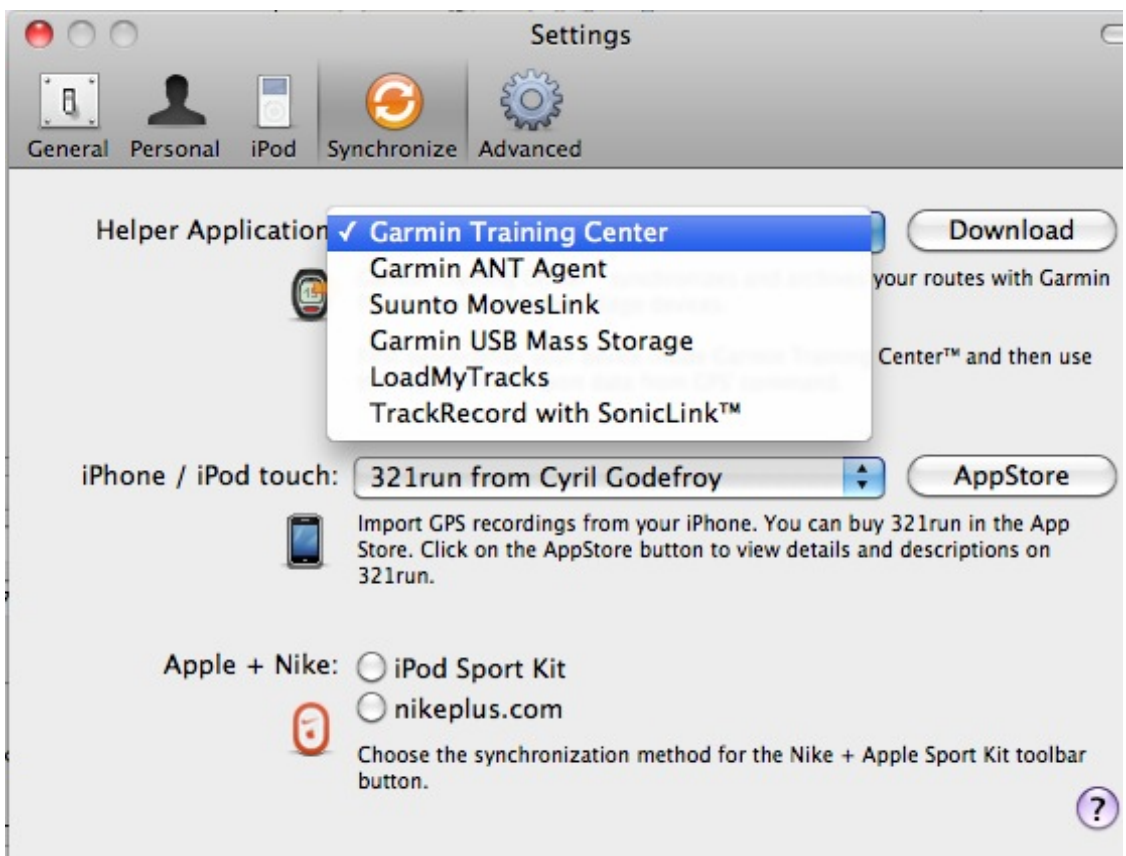 Settings
General Personal iPod Synchronize Advanced
Helper Application
✓ Garmin Training Center
Download
Garmin ANT Agent
your routes with Garmin
Suunto MovesLink
Garmin USB Mass Storage
Center™ and then use
LoadMyTracks
TrackRecord with SonicLink™
iPhone / iPod touch: 321run from Cyril Godefroy AppStore
Import GPS recordings from your iPhone. You can buy 321run in the App
Store. Click on the AppStore button to view details and descriptions on
321run.
Apple + Nike: iPod Sport Kit
nikeplus.com
Choose the synchronization method for the Nike + Apple Sport Kit toolbar
button.
?